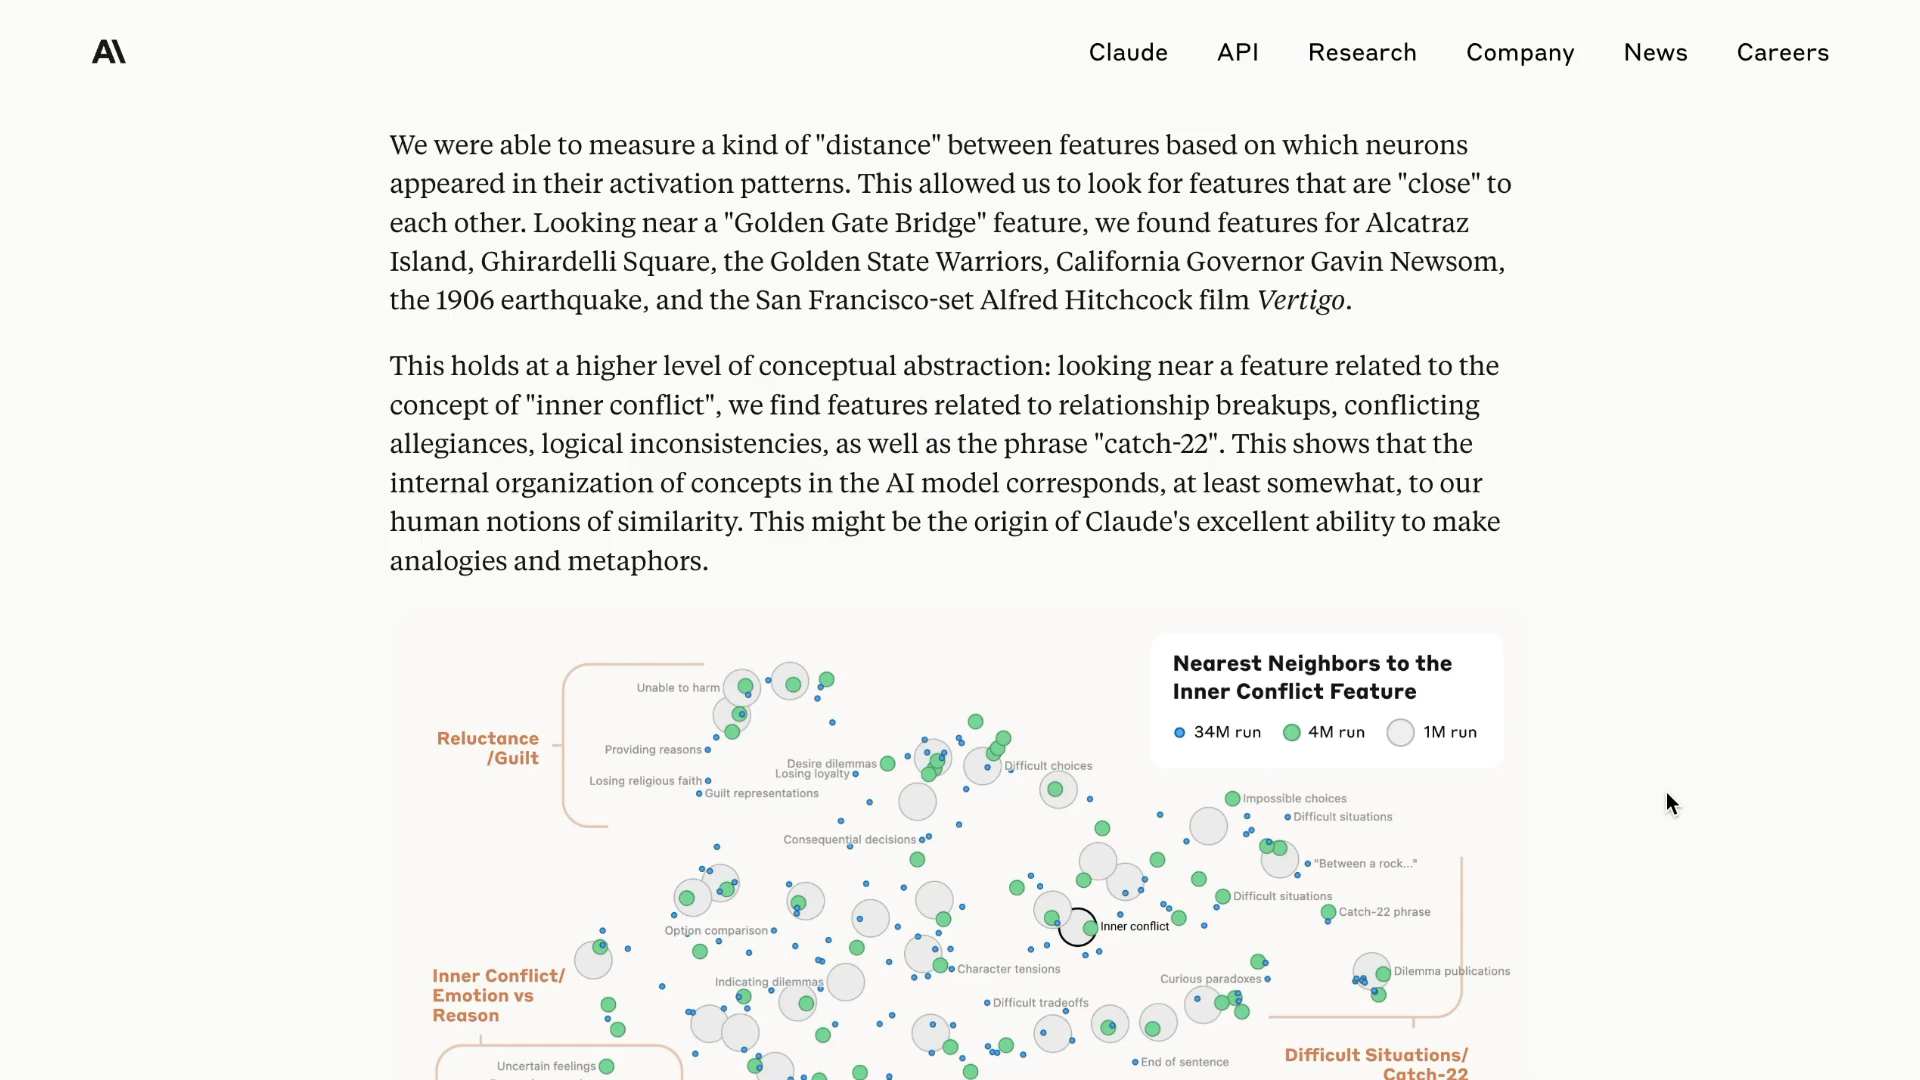 A\
Claude
API
Research
Company
News
Careers
We were able to measure a kind of "distance" between features based on which neurons
appeared in their activation patterns. This allowed us to look for features that are "close" to
each other. Looking near a "Golden Gate Bridge" feature, we found features for Alcatraz
Island, Ghirardelli Square, the Golden State Warriors, California Governor Gavin Newsom,
the 1906 earthquake, and the San Francisco-set Alfred Hitchcock film Vertigo.
This holds at a higher level of conceptual abstraction: looking near a feature related to the
concept of "inner conflict", we find features related to relationship breakups, conflicting
allegiances, logical inconsistencies, as well as the phrase "catch-22". This shows that the
internal organization of concepts in the AI model corresponds, at least somewhat, to our
human notions of similarity. This might be the origin of Claude's excellent ability to make
analogies and metaphors.
Nearest Neighbors to the
Inner Conflict Feature
34M run
4M run
1M run
Unable to harm
Reluctance
/Guilt
Providing reasons
Losing religious faith
Guilt representations
Desire dilemmas
Losing loyalty
Difficult choices
Consequential decisions
Impossible choices
Difficult situations
"Between a rock..."
Difficult situations
Catch-22 phrase
Inner conflict
Option comparison
Character tensions
Curious paradoxes
Dilemma publications
Indicating dilemmas
Difficult tradeoffs
Inner Conflict/
Emotion vs
Reason
End of sentence
Uncertain feelings
Difficult Situations/
Catch-22